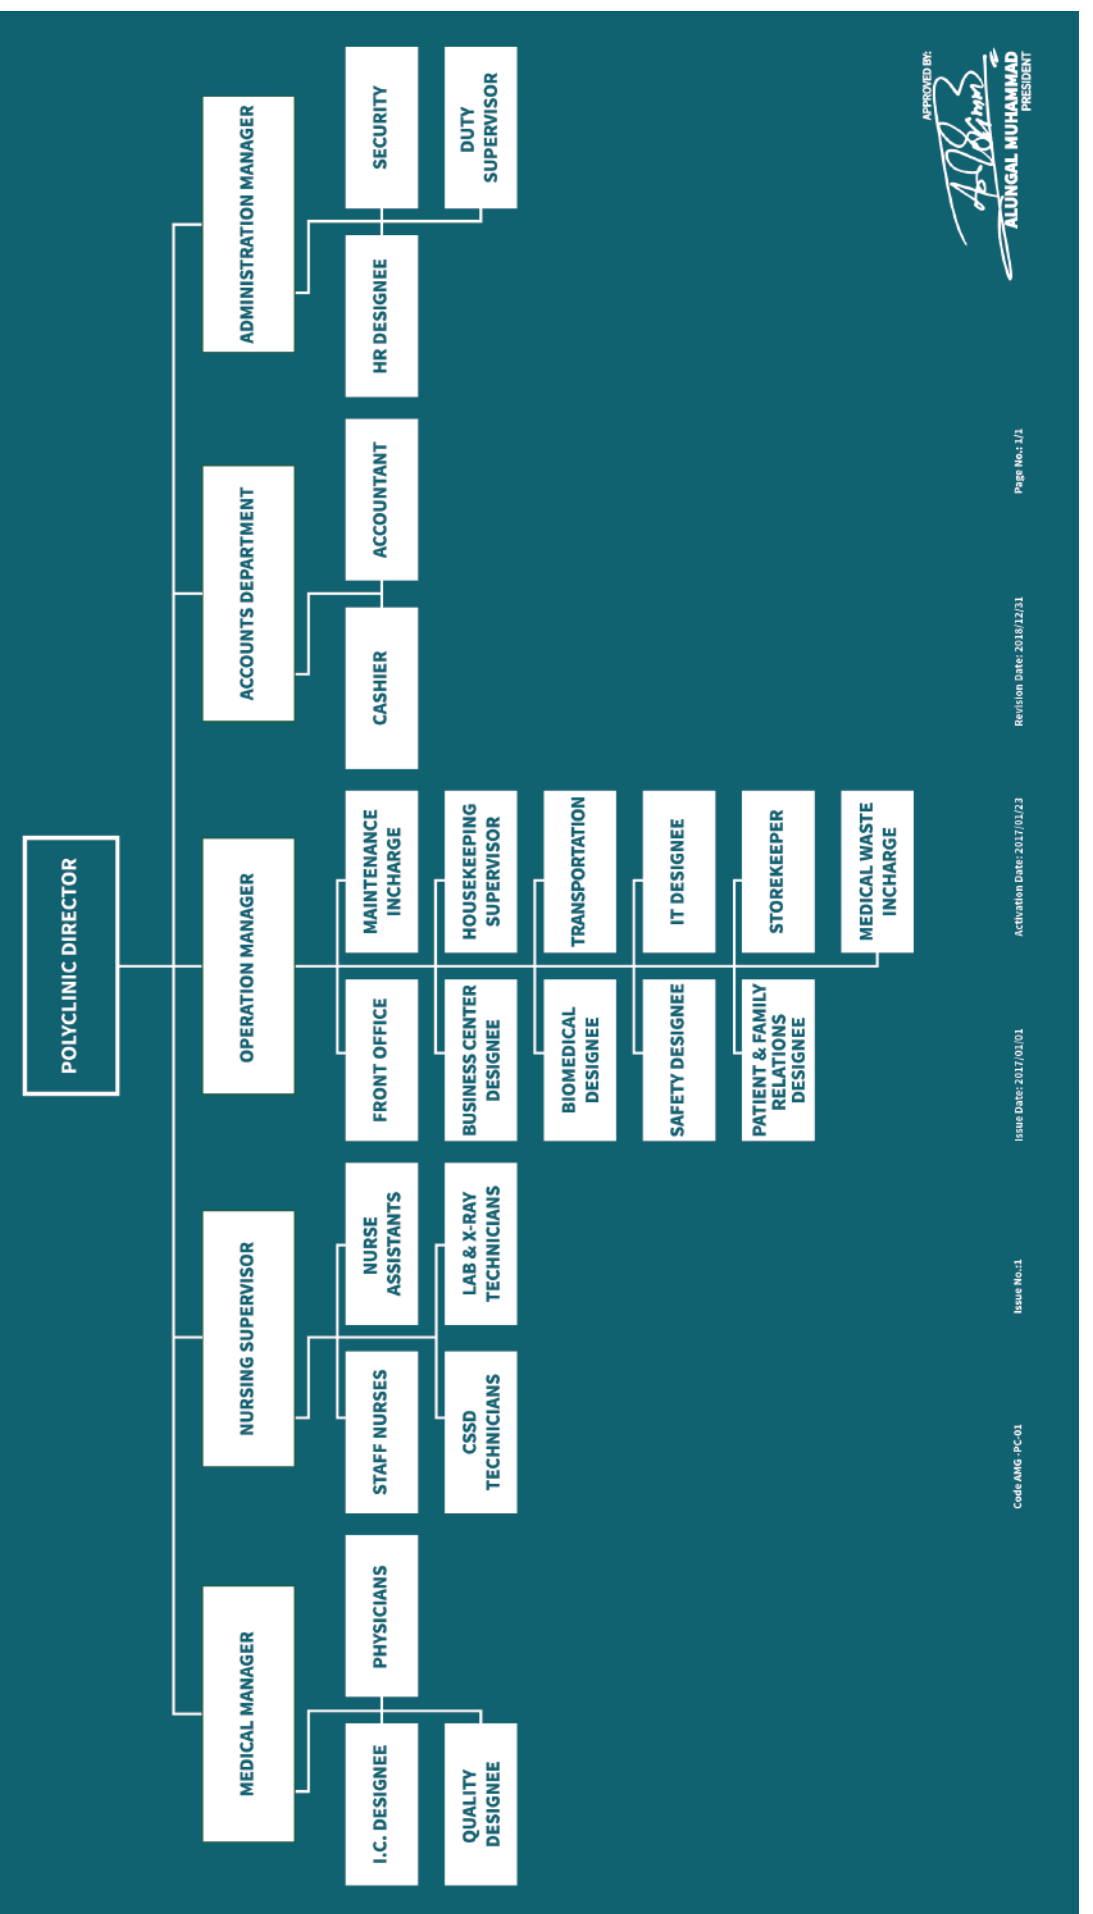 POLYCLINIC DIRECTOR
MEDICAL MANAGER
NURSING SUPERVISOR
OPERATION MANAGER
ACCOUNTS DEPARTMENT
ADMINISTRATION MANAGER
I.C. DESIGNEE
PHYSICIANS
QUALITY
DESIGNEE
STAFF NURSES
NURSE
ASSISTANTS
CSSD
TECHNICIANS
LAB & X-RAY
TECHNICIANS
FRONT OFFICE
MAINTENANCE
INCHARGE
BUSINESS CENTER
DESIGNEE
HOUSEKEEPING
SUPERVISOR
BIOMEDICAL
DESIGNEE
TRANSPORTATION
SAFETY DESIGNEE
IT DESIGNEE
PATIENT & FAMILY
RELATIONS
DESIGNEE
STOREKEEPER
MEDICAL WASTE
INCHARGE
CASHIER
ACCOUNTANT
HR DESIGNEE
SECURITY
DUTY
SUPERVISOR
APPROVED BY:
ALUNGAL MUHAMMAD
PRESIDENT
Code AMG -PC-01
Issue No.:1
Issue Date: 2017/01/01
Activation Date: 2017/01/23
Revision Date: 2018/12/31
Page No.: 1/1